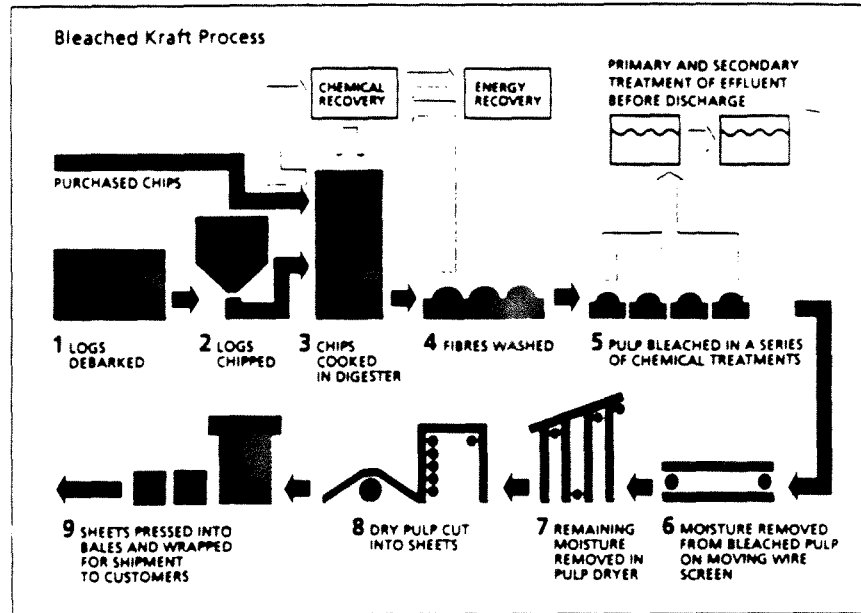 Bleached Kraft Process
CHEMICAL
RECOVERY
ENERGY
RECOVERY
PRIMARY AND SECONDARY
TREATMENT OF EFFLUENT
BEFORE DISCHARGE
PURCHASED CHIPS
1 LOGS
DEBARKED
2 LOGS
CHIPPED
3 CHIPS
COOKED
IN DIGESTER
4 FIBRES WASHED
5 PULP BLEACHED IN A SERIES
OF CHEMICAL TREATMENTS
9 SHEETS PRESSED INTO
BALES AND WRAPPED
FOR SHIPMENT
TO CUSTOMERS
8 DRY PULP CUT
INTO SHEETS
7 REMAINING
MOISTURE
REMOVED IN
PULP DRYER
6 MOISTURE REMOVED
FROM BLEACHED PULP
ON MOVING WIRE
SCREEN